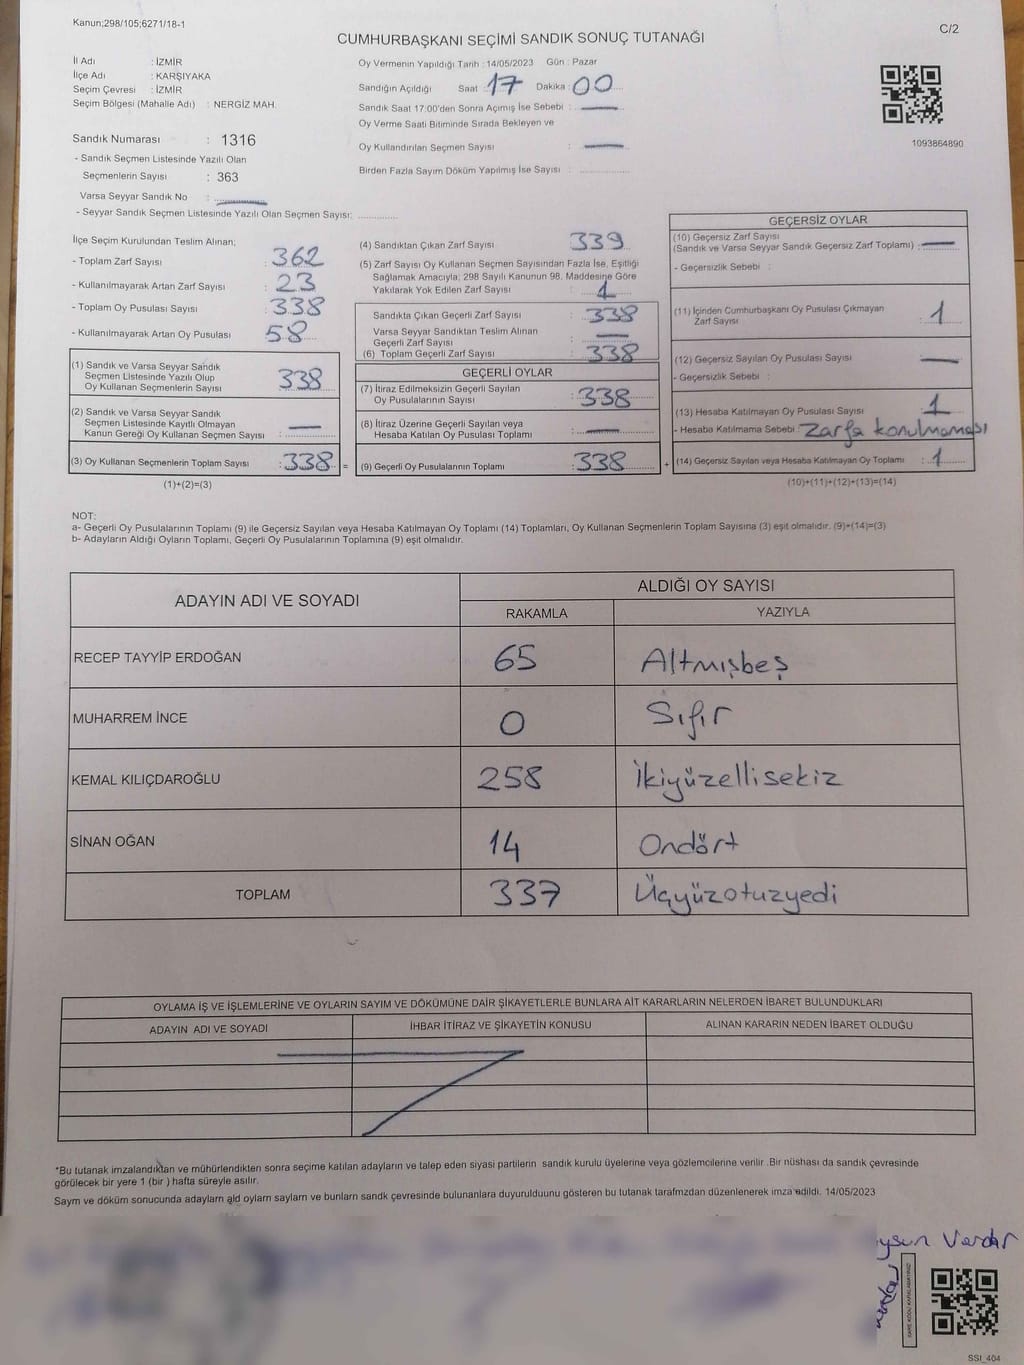 Kanun;298/105;6271/18-1
C/2
CUMHURBAŞKANI SEÇİMİ SANDIK SONUÇ TUTANAĞI
İl Adı : İZMİR
İlçe Adı : KARŞIYAKA
Seçim Çevresi : İZMİR
Seçim Bölgesi (Mahalle Adı) : NERGİZ MAH.
Sandık Numarası : 1316
- Sandık Seçmen Listesinde Yazılı Olan
Seçmenlerin Sayısı : 363
Varsa Seyyar Sandık No :
- Seyyar Sandık Seçmen Listesinde Yazılı Olan Seçmen Sayısı:
Oy Vermenin Yapıldığı Tarih : 14/05/2023 Gün : Pazar
Sandığın Açıldığı Saat : 17 Dakika : 00
Sandık Saat 17:00'den Sonra Açımış İse Sebebi :
Oy Verme Saati Bitiminde Sırada Bekleyen ve
Oy Kullandırılan Seçmen Sayısı :
Birden Fazla Sayım Döküm Yapılmış İse Sayısı :
1093864890
İlçe Seçim Kurulundan Teslim Alınan;
- Toplam Zarf Sayısı : 362
- Kullanılmayarak Artan Zarf Sayısı : 23
- Toplam Oy Pusulası Sayısı : 338
- Kullanılmayarak Artan Oy Pusulası : 58
(1) Sandık ve Varsa Seyyar Sandık
Seçmen Listesinde Yazılı Olup
Oy Kullanan Seçmenlerin Sayısı : 338
(2) Sandık ve Varsa Seyyar Sandık
Seçmen Listesinde Kayıtlı Olmayan
Kanun Gereği Oy Kullanan Seçmen Sayısı :
(3) Oy Kullanan Seçmenlerin Toplam Sayısı : 338 =
(1)+(2)=(3)
(4) Sandıktan Çıkan Zarf Sayısı : 339
(5) Zarf Sayısı Oy Kullanan Seçmen Sayısından Fazla İse, Eşitliği
Sağlamak Amacıyla; 298 Sayılı Kanunun 98. Maddesine Göre
Yakılarak Yok Edilen Zarf Sayısı : 1
Sandıkta Çıkan Geçerli Zarf Sayısı : 338
Varsa Seyyar Sandıktan Teslim Alınan
Geçerli Zarf Sayısı :
(6) Toplam Geçerli Zarf Sayısı : 338
GEÇERLİ OYLAR
(7) İtiraz Edilmeksizin Geçerli Sayılan
Oy Pusulalarının Sayısı : 338
(8) İtiraz Üzerine Geçerli Sayılan veya
Hesaba Katılan Oy Pusulası Toplamı :
(9) Geçerli Oy Pusulalarının Toplamı : 338 +
GEÇERSİZ OYLAR
(10) Geçersiz Zarf Sayısı
(Sandık ve Varsa Seyyar Sandık Geçersiz Zarf Toplamı) :
- Geçersizlik Sebebi :
(11) İçinden Cumhurbaşkanı Oy Pusulası Çıkmayan
Zarf Sayısı : 1
(12) Geçersiz Sayılan Oy Pusulası Sayısı :
- Geçersizlik Sebebi :
(13) Hesaba Katılmayan Oy Pusulası Sayısı : 1
- Hesaba Katılmama Sebebi : Zarfa konulmaması
(14) Geçersiz Sayılan veya Hesaba Katılmayan Oy Toplamı : 1
(10)+(11)+(12)+(13)=(14)
NOT:
a- Geçerli Oy Pusulalarının Toplamı (9) ile Geçersiz Sayılan veya Hesaba Katılmayan Oy Toplamı (14) Toplamları, Oy Kullanan Seçmenlerin Toplam Sayısına (3) eşit olmalıdır. (9)+(14)=(3)
b- Adayların Aldığı Oyların Toplamı, Geçerli Oy Pusulalarının Toplamına (9) eşit olmalıdır.
ADAYIN ADI VE SOYADI
ALDIĞI OY SAYISI
RAKAMLA YAZIYLA
RECEP TAYYİP ERDOĞAN 65 Altmışbeş
MUHARREM İNCE 0 Sıfır
KEMAL KILIÇDAROĞLU 258 İkiyüzellisekiz
SİNAN OĞAN 14 Ondört
TOPLAM 337 Üçyüzotuzyedi
OYLAMA İŞ VE İŞLEMLERİNE VE OYLARIN SAYIM VE DÖKÜMÜNE DAİR ŞİKAYETLERLE BUNLARA AİT KARARLARIN NELERDEN İBARET BULUNDUKLARI
ADAYIN ADI VE SOYADI İHBAR İTİRAZ VE ŞİKAYETİN KONUSU ALINAN KARARIN NEDEN İBARET OLDUĞU
*Bu tutanak imzalandıktan ve mühürlendikten sonra seçime katılan adayların ve talep eden siyasi partilerin sandık kurulu üyelerine veya gözlemcilerine verilir .Bir nüshası da sandık çevresinde
görülecek bir yere 1 (bir ) hafta süreyle asılır.
Saym ve döküm sonucunda adaylarn ald oylarn saylarn ve bunlarn sandk çevresinde bulunanlara duyurulduunu gösteren bu tutanak tarafmzdan düzenlenerek imza edildi. 14/05/2023
SSI_404